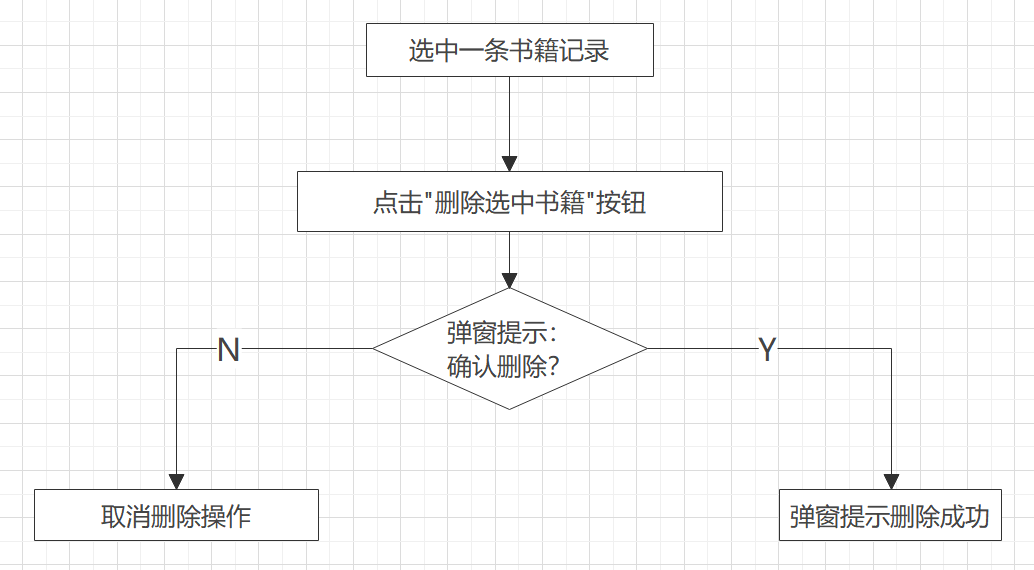 选中一条书籍记录
点击"删除选中书籍"按钮
弹窗提示：
确认删除？
N
Y
取消删除操作
弹窗提示删除成功